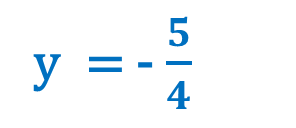 y = - 5/4